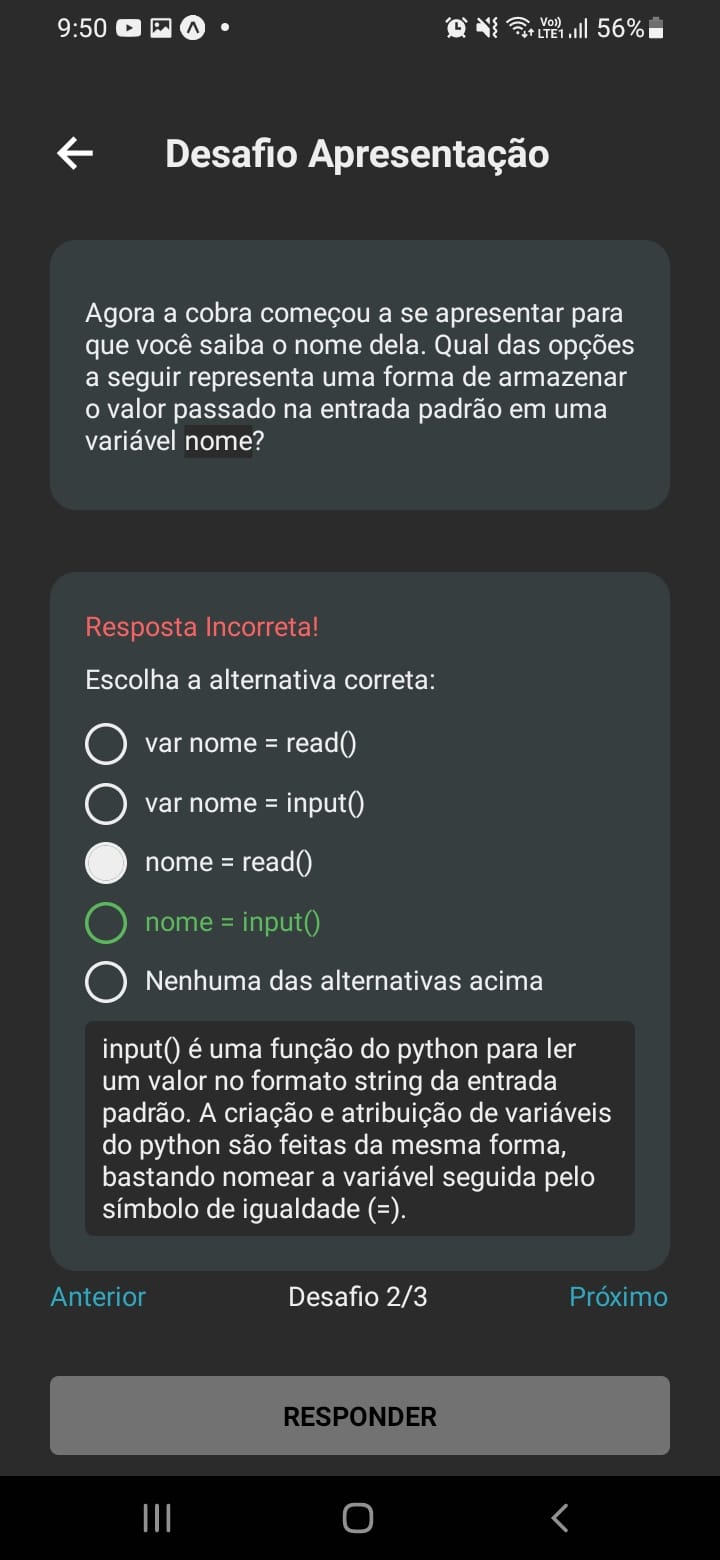 9:50
Vo))
LTE1
56%
Desafio Apresentação
Agora a cobra começou a se apresentar para
que você saiba o nome dela. Qual das opções
a seguir representa uma forma de armazenar
o valor passado na entrada padrão em uma
variável nome?
Resposta Incorreta!
Escolha a alternativa correta:
var nome = read()
var nome = input()
nome = read()
nome = input()
Nenhuma das alternativas acima
input() é uma função do python para ler
um valor no formato string da entrada
padrão. A criação e atribuição de variáveis
do python são feitas da mesma forma,
bastando nomear a variável seguida pelo
símbolo de igualdade (=).
Anterior Desafio 2/3 Próximo
RESPONDER